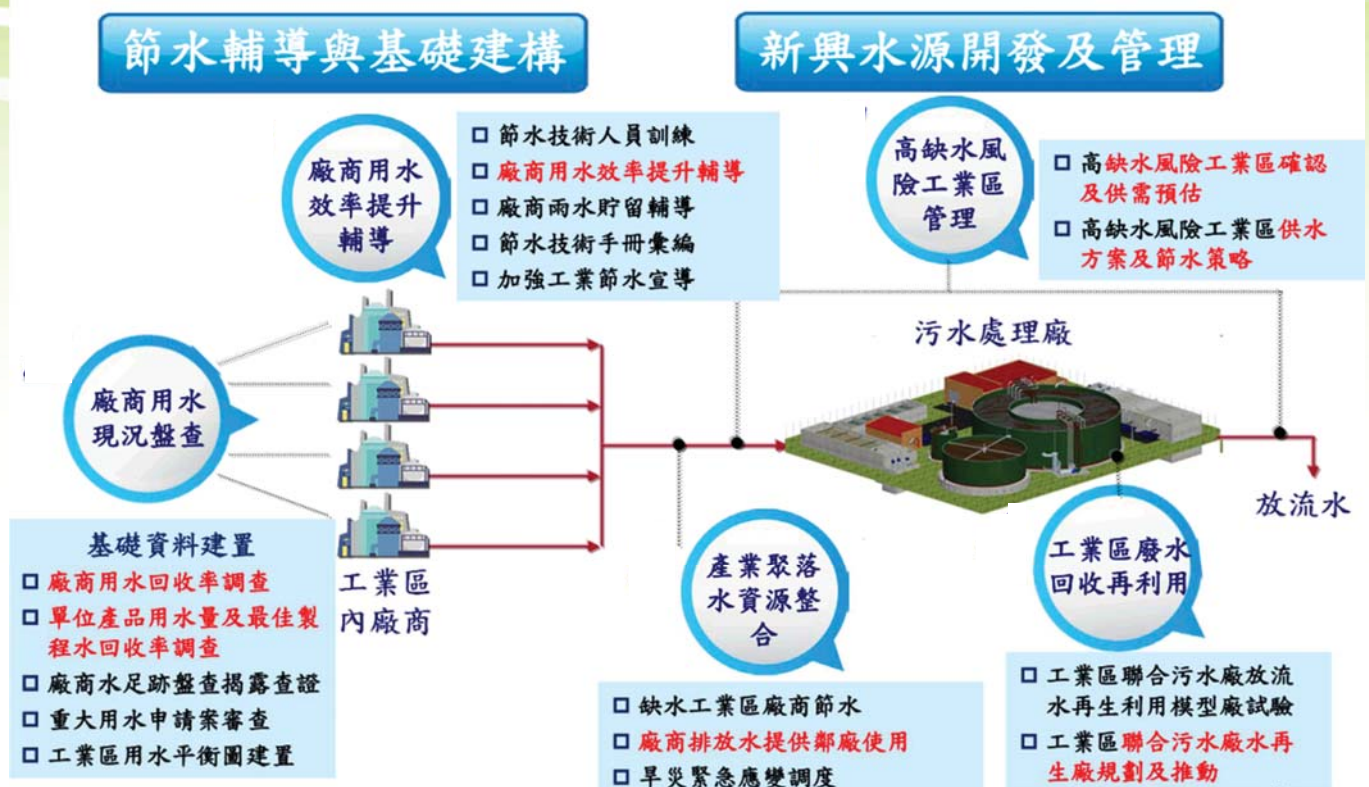 節水輔導與基礎建構
新興水源開發及管理
廠商用水
效率提升
輔導
□ 節水技術人員訓練
□ 廠商用水效率提升輔導
□ 廠商雨水貯留輔導
□ 節水技術手冊彙編
□ 加強工業節水宣導
高缺水風
險工業區
管理
□ 高缺水風險工業區確認
及供需預估
□ 高缺水風險工業區供水
方案及節水策略
廠商用水
現況盤查
污水處理廠
放流水
基礎資料建置
□ 廠商用水回收率調查
□ 單位產品用水量及最佳製
程水回收率調查
□ 廠商水足跡盤查揭露查證
□ 重大用水申請案審查
□ 工業區用水平衡圖建置
工業區
內廠商
產業聚落
水資源整
合
□ 缺水工業區廠商節水
□ 廠商排放水提供鄰廠使用
□ 旱災緊急應變調度
工業區廢水
回收再利用
□ 工業區聯合污水廠放流
水再生利用模型廠試驗
□ 工業區聯合污水廠水再
生廠規劃及推動